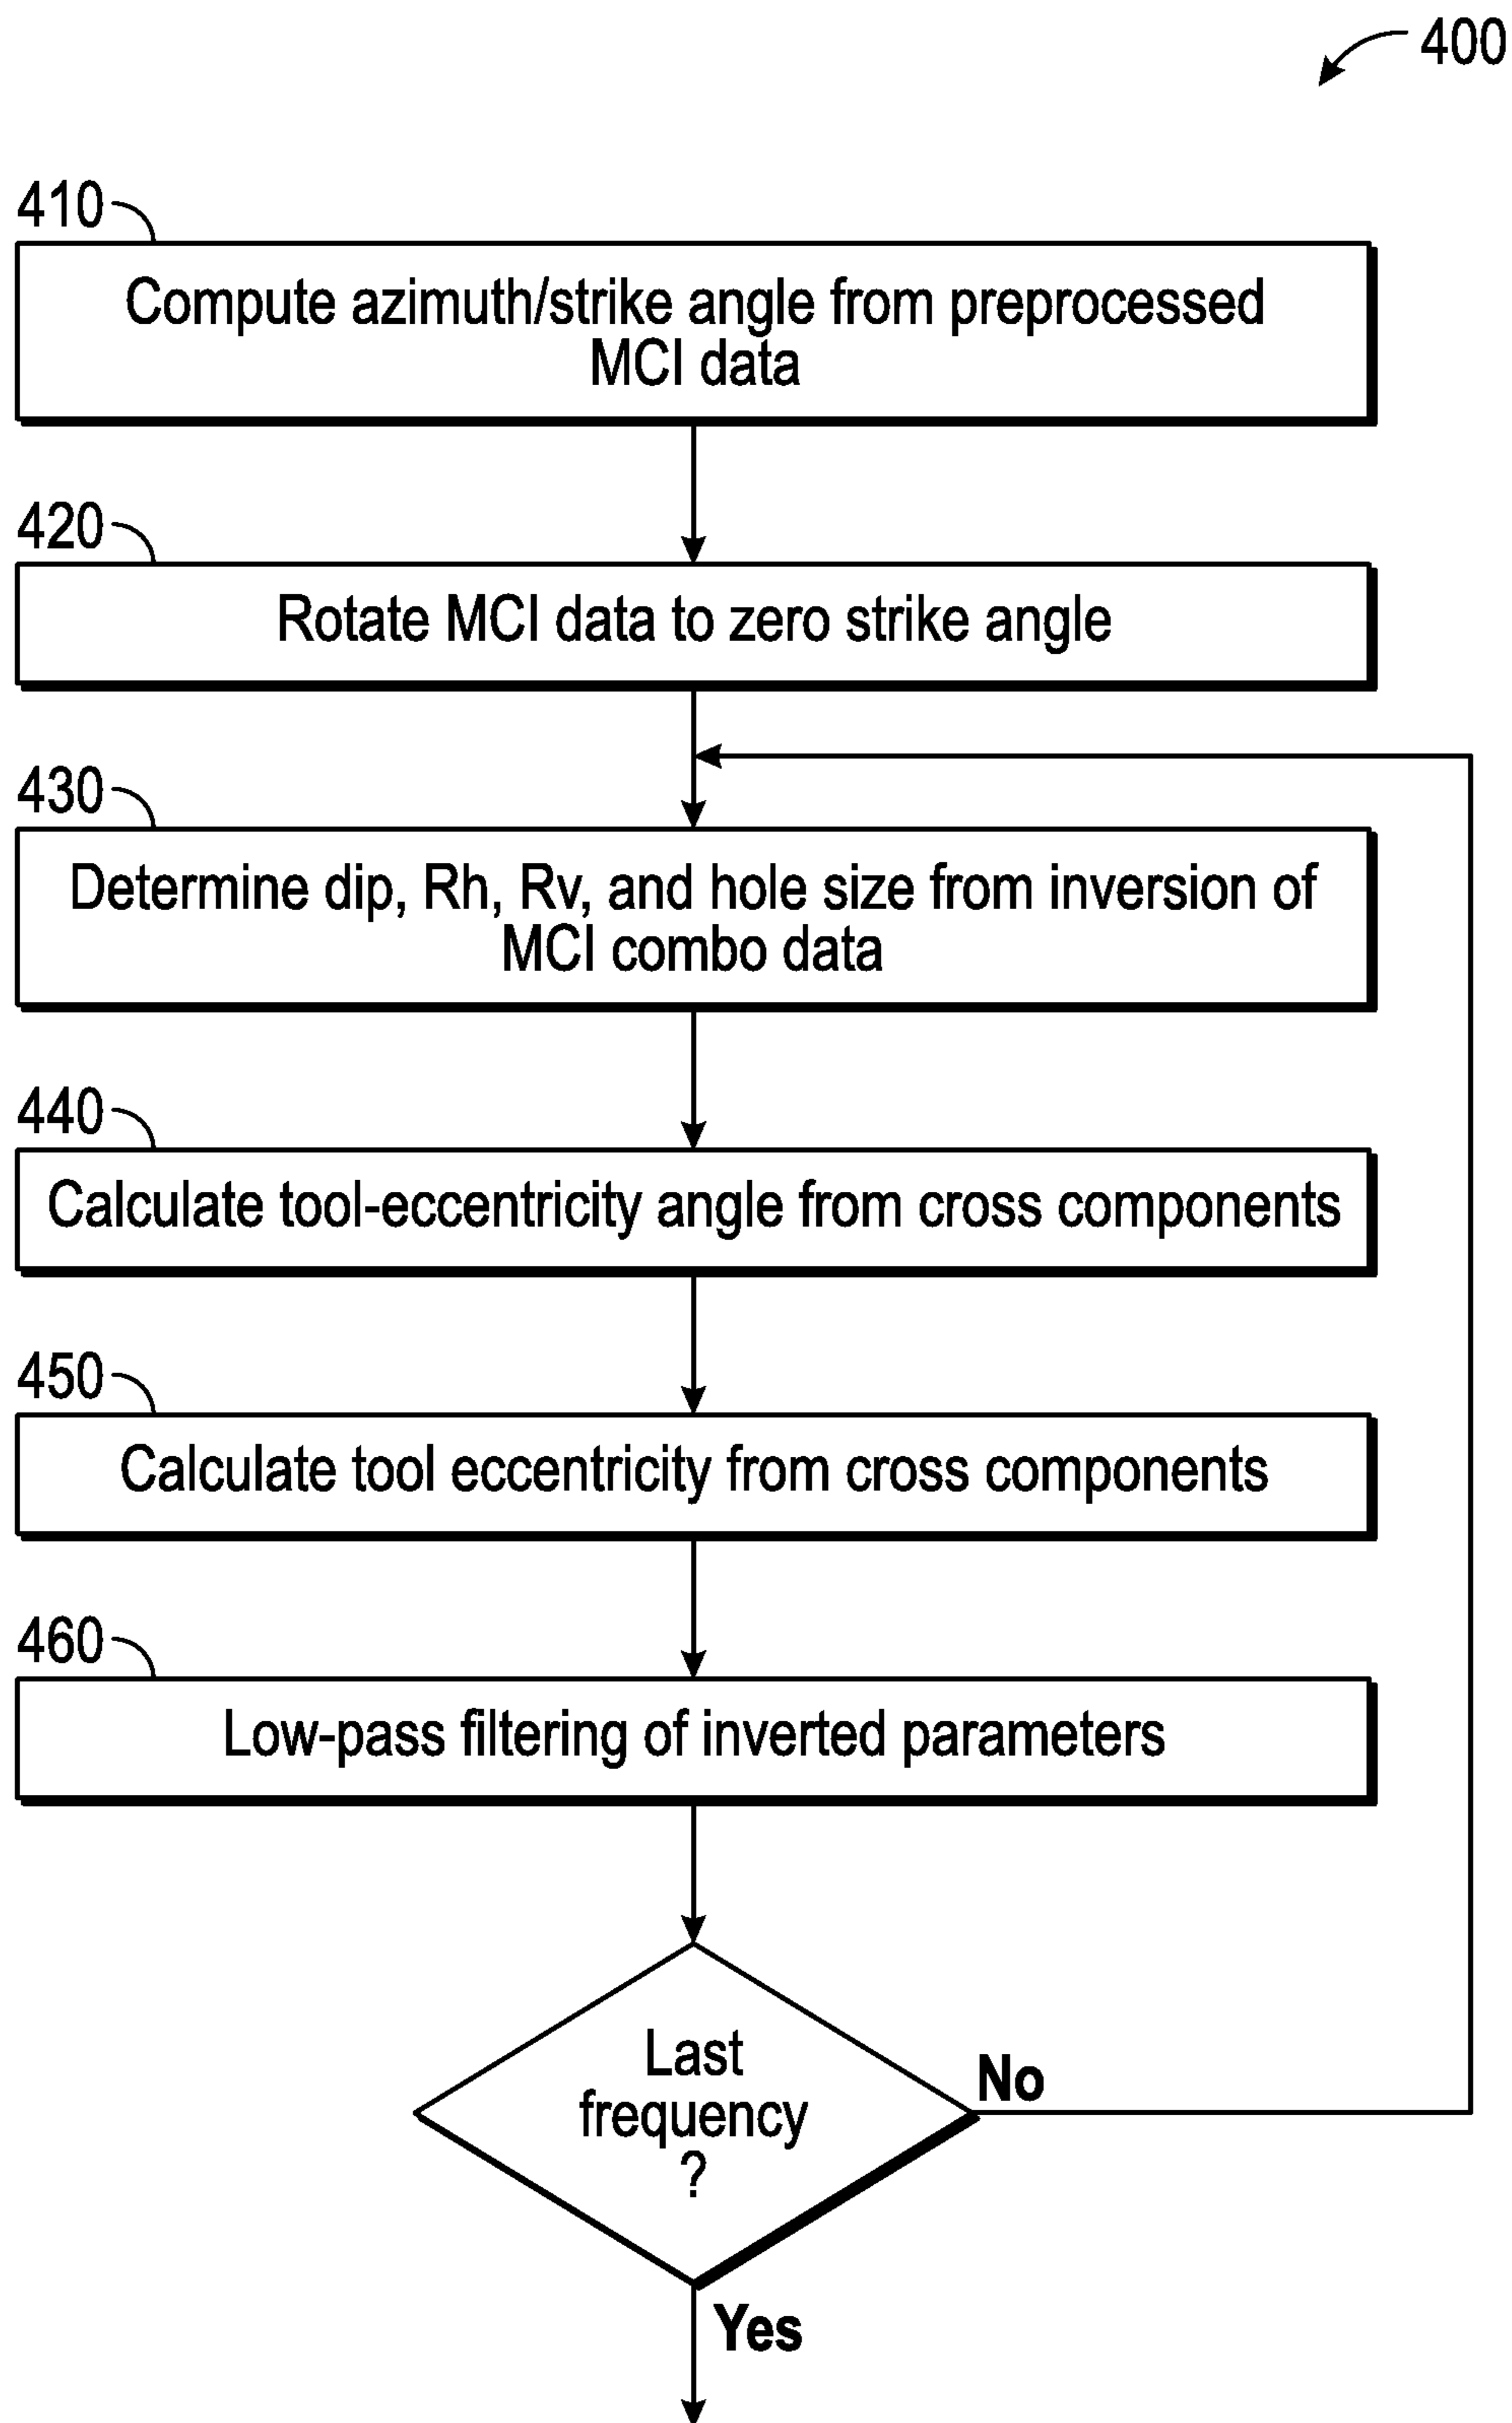 400
410
Compute azimuth/strike angle from preprocessed
MCI data
420
Rotate MCI data to zero strike angle
430
Determine dip, Rh, Rv, and hole size from inversion of
MCI combo data
440
Calculate tool-eccentricity angle from cross components
450
Calculate tool eccentricity from cross components
460
Low-pass filtering of inverted parameters
Last
frequency
?
No
Yes